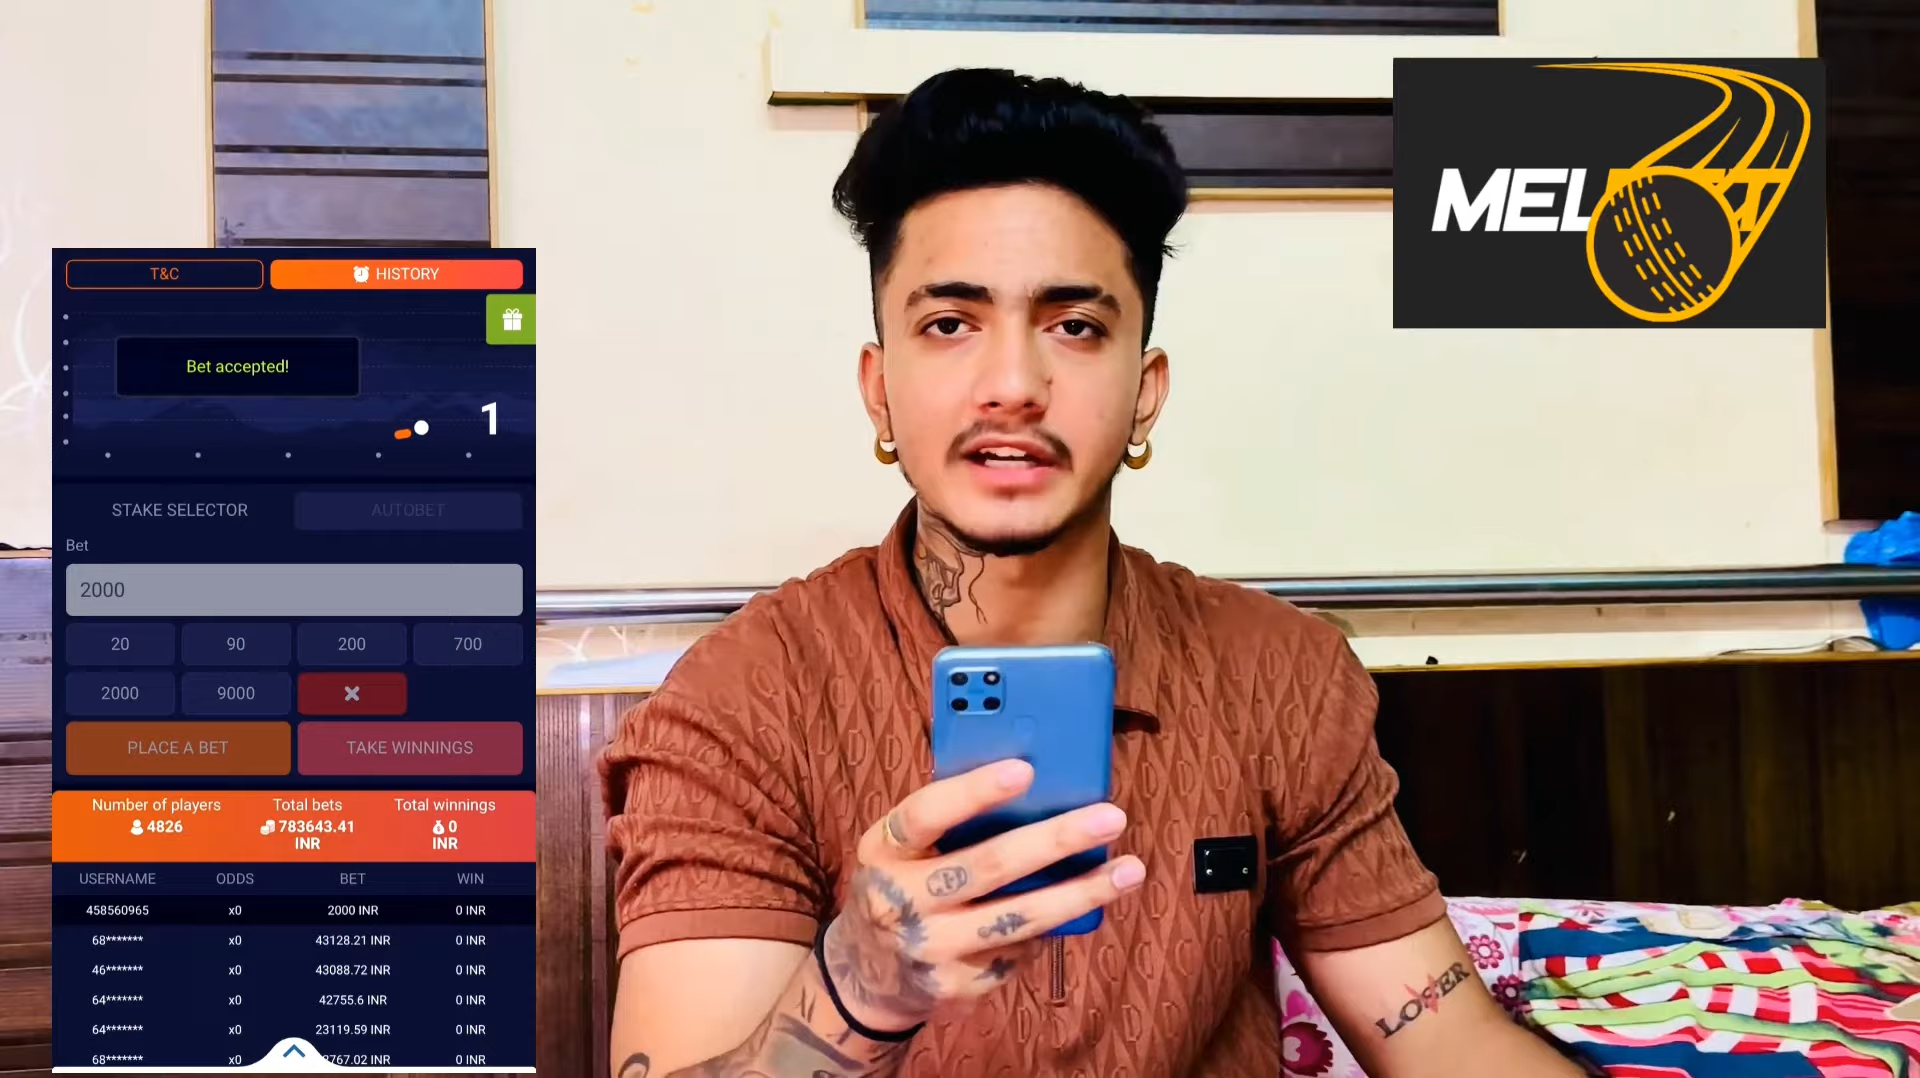 T&C
HISTORY
Bet accepted!
1
STAKE SELECTOR
AUTOBET
Bet
2000
20
90
200
700
2000
9000
PLACE A BET
TAKE WINNINGS
Number of players
Total bets
Total winnings
4826
783643.41
INR
0
INR
USERNAME ODDS BET WIN
458560965 x0 2000 INR 0 INR
68******* x0 43128.21 INR 0 INR
46******* x0 43088.72 INR 0 INR
64******* x0 42755.6 INR 0 INR
64******* x0 23119.59 INR 0 INR
68******* x0 INR 0 INR
MEL
LOSER